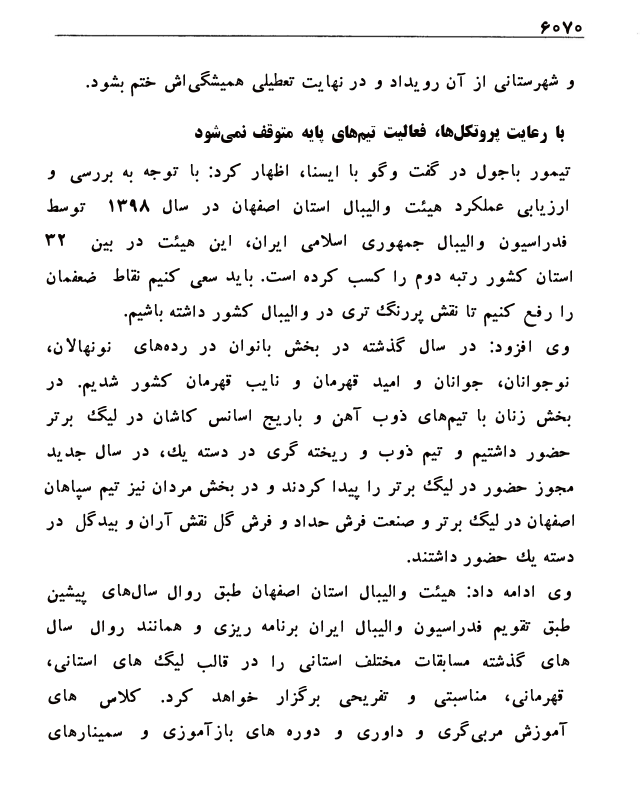 ۶۰۷۰
و شهرستانی از آن رویداد و در نهایت تعطیلی همیشگی‌اش ختم بشود.
با رعایت پروتکل‌ها، فعالیت تیم‌های پایه متوقف نمی‌شود
تیمور باجول در گفت وگو با ایسنا، اظهار کرد: با توجه به بررسی و
ارزیابی عملکرد هیئت والیبال استان اصفهان در سال ۱۳۹۸ توسط
فدراسیون والیبال جمهوری اسلامی ایران، این هیئت در بین ۳۲
استان کشور رتبه دوم را کسب کرده است. باید سعی کنیم نقاط ضعفمان
را رفع کنیم تا نقش پررنگ تری در والیبال کشور داشته باشیم.
وی افزود: در سال گذشته در بخش بانوان در رده‌های نونهالان،
نوجوانان، جوانان و امید قهرمان و نایب قهرمان کشور شدیم. در
بخش زنان با تیم‌های ذوب آهن و باریج اسانس کاشان در لیگ برتر
حضور داشتیم و تیم ذوب و ریخته گری در دسته یک، در سال جدید
مجوز حضور در لیگ برتر را پیدا کردند و در بخش مردان نیز تیم سپاهان
اصفهان در لیگ برتر و صنعت فرش حداد و فرش گل نقش آران و بیدگل در
دسته یک حضور داشتند.
وی ادامه داد: هیئت والیبال استان اصفهان طبق روال سال‌های پیشین
طبق تقویم فدراسیون والیبال ایران برنامه ریزی و همانند روال سال
های گذشته مسابقات مختلف استانی را در قالب لیگ های استانی،
قهرمانی، مناسبتی و تفریحی برگزار خواهد کرد. کلاس های
آموزش مربی‌گری و داوری و دوره های بازآموزی و سمینارهای